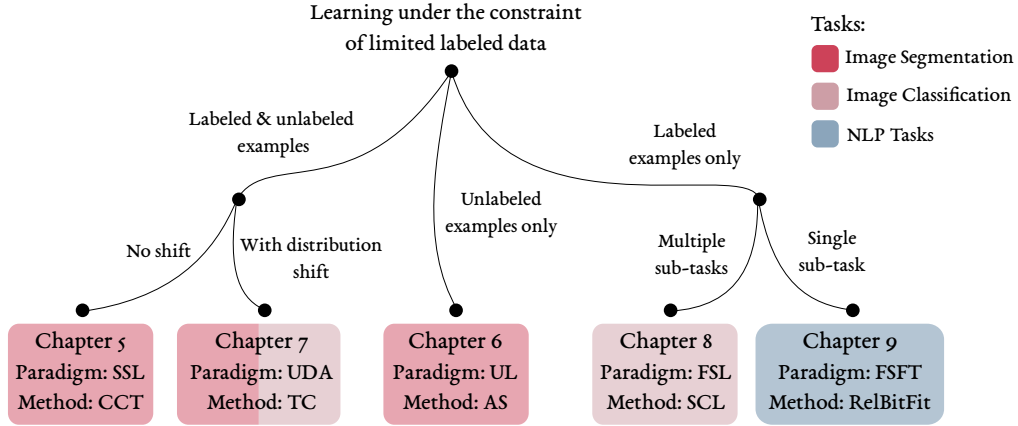 Learning under the constraint
of limited labeled data
Tasks:
Image Segmentation
Image Classification
NLP Tasks
Labeled & unlabeled
examples
Labeled
examples only
Unlabeled
examples only
No shift
With distribution
shift
Multiple
sub-tasks
Single
sub-task
Chapter 5
Paradigm: SSL
Method: CCT
Chapter 7
Paradigm: UDA
Method: TC
Chapter 6
Paradigm: UL
Method: AS
Chapter 8
Paradigm: FSL
Method: SCL
Chapter 9
Paradigm: FSFT
Method: RelBitFit